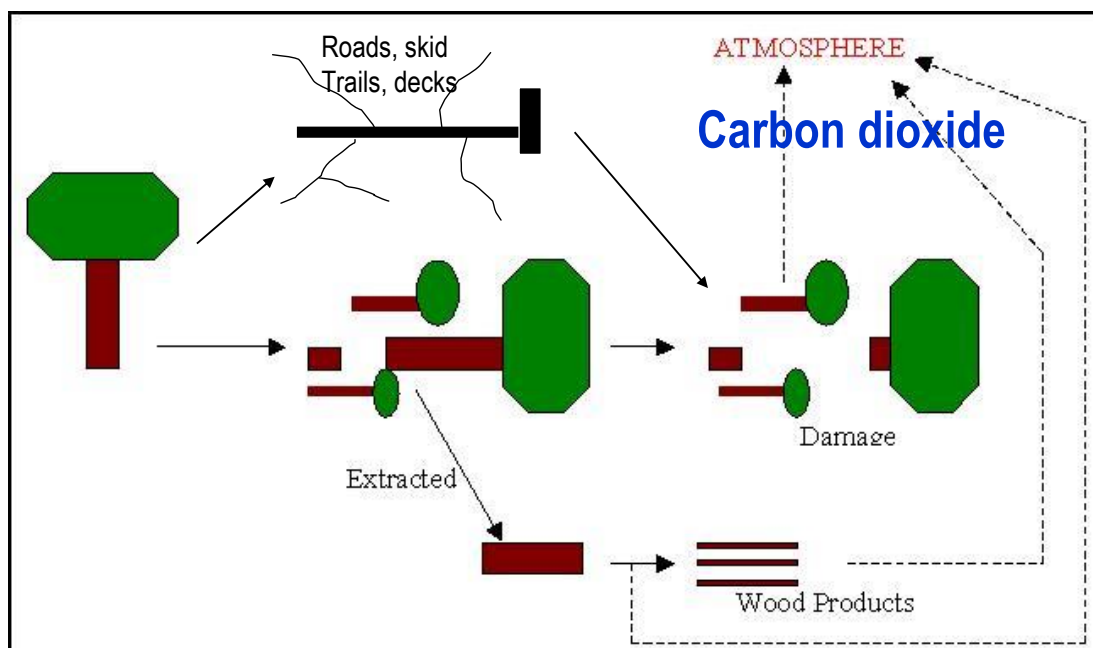 Roads, skid
Trails, decks
ATMOSPHERE
Carbon dioxide
Damage
Extracted
Wood Products